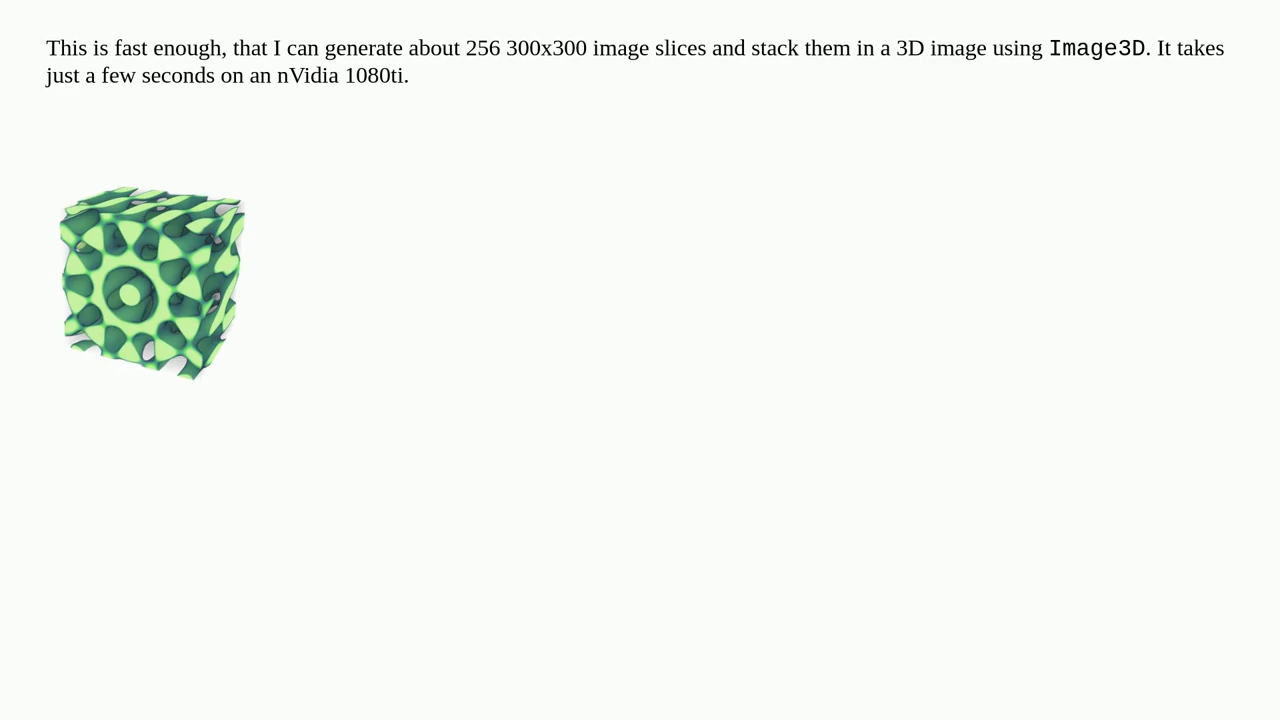 This is fast enough, that I can generate about 256 300x300 image slices and stack them in a 3D image using Image3D. It takes
just a few seconds on an nVidia 1080ti.